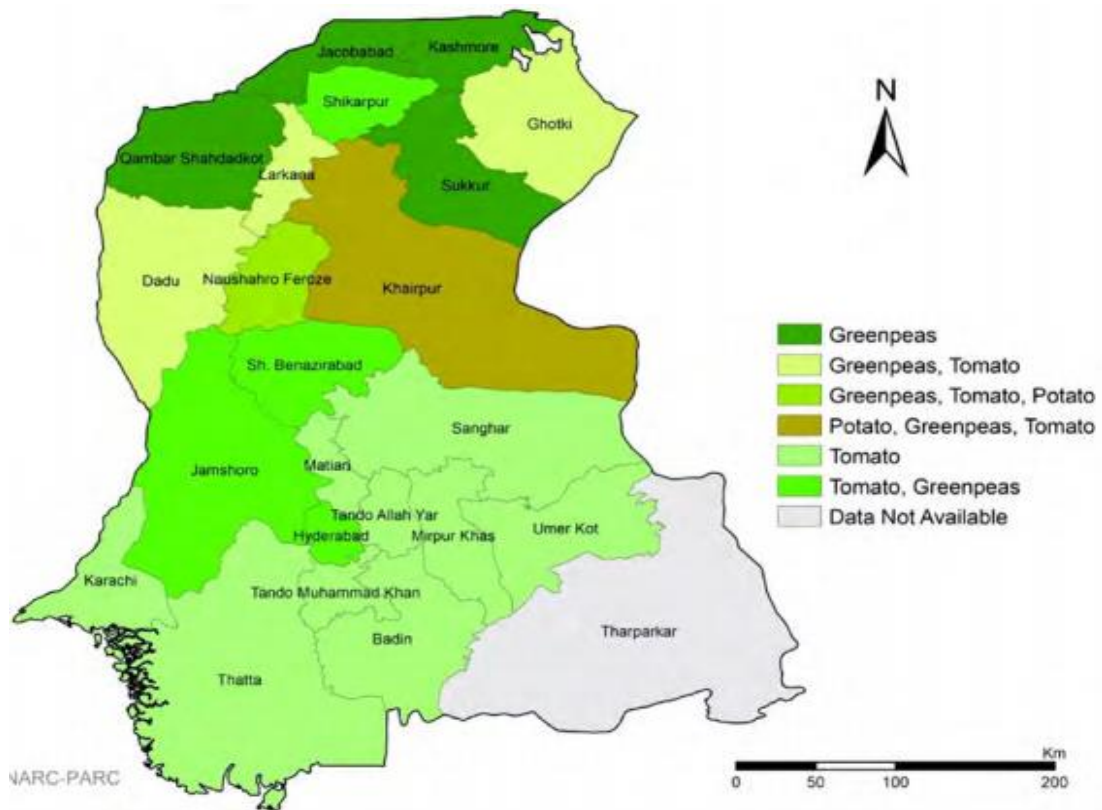 Jacobabad
Kashmore
Shikarpur
Ghotki
N
Qambar Shahdadkot
Larkana
Sukkur
Dadu
Naushahro Feroze
Khairpur
Sh. Benazirabad
Sanghar
Jamshoro
Matiari
Tando Allah Yar
Hyderabad
Mirpur Khas
Umer Kot
Karachi
Tando Muhammad Khan
Badin
Tharparkar
Thatta
Greenpeas
Greenpeas, Tomato
Greenpeas, Tomato, Potato
Potato, Greenpeas, Tomato
Tomato
Tomato, Greenpeas
Data Not Available
NARC-PARC
Km
0 50 100 200